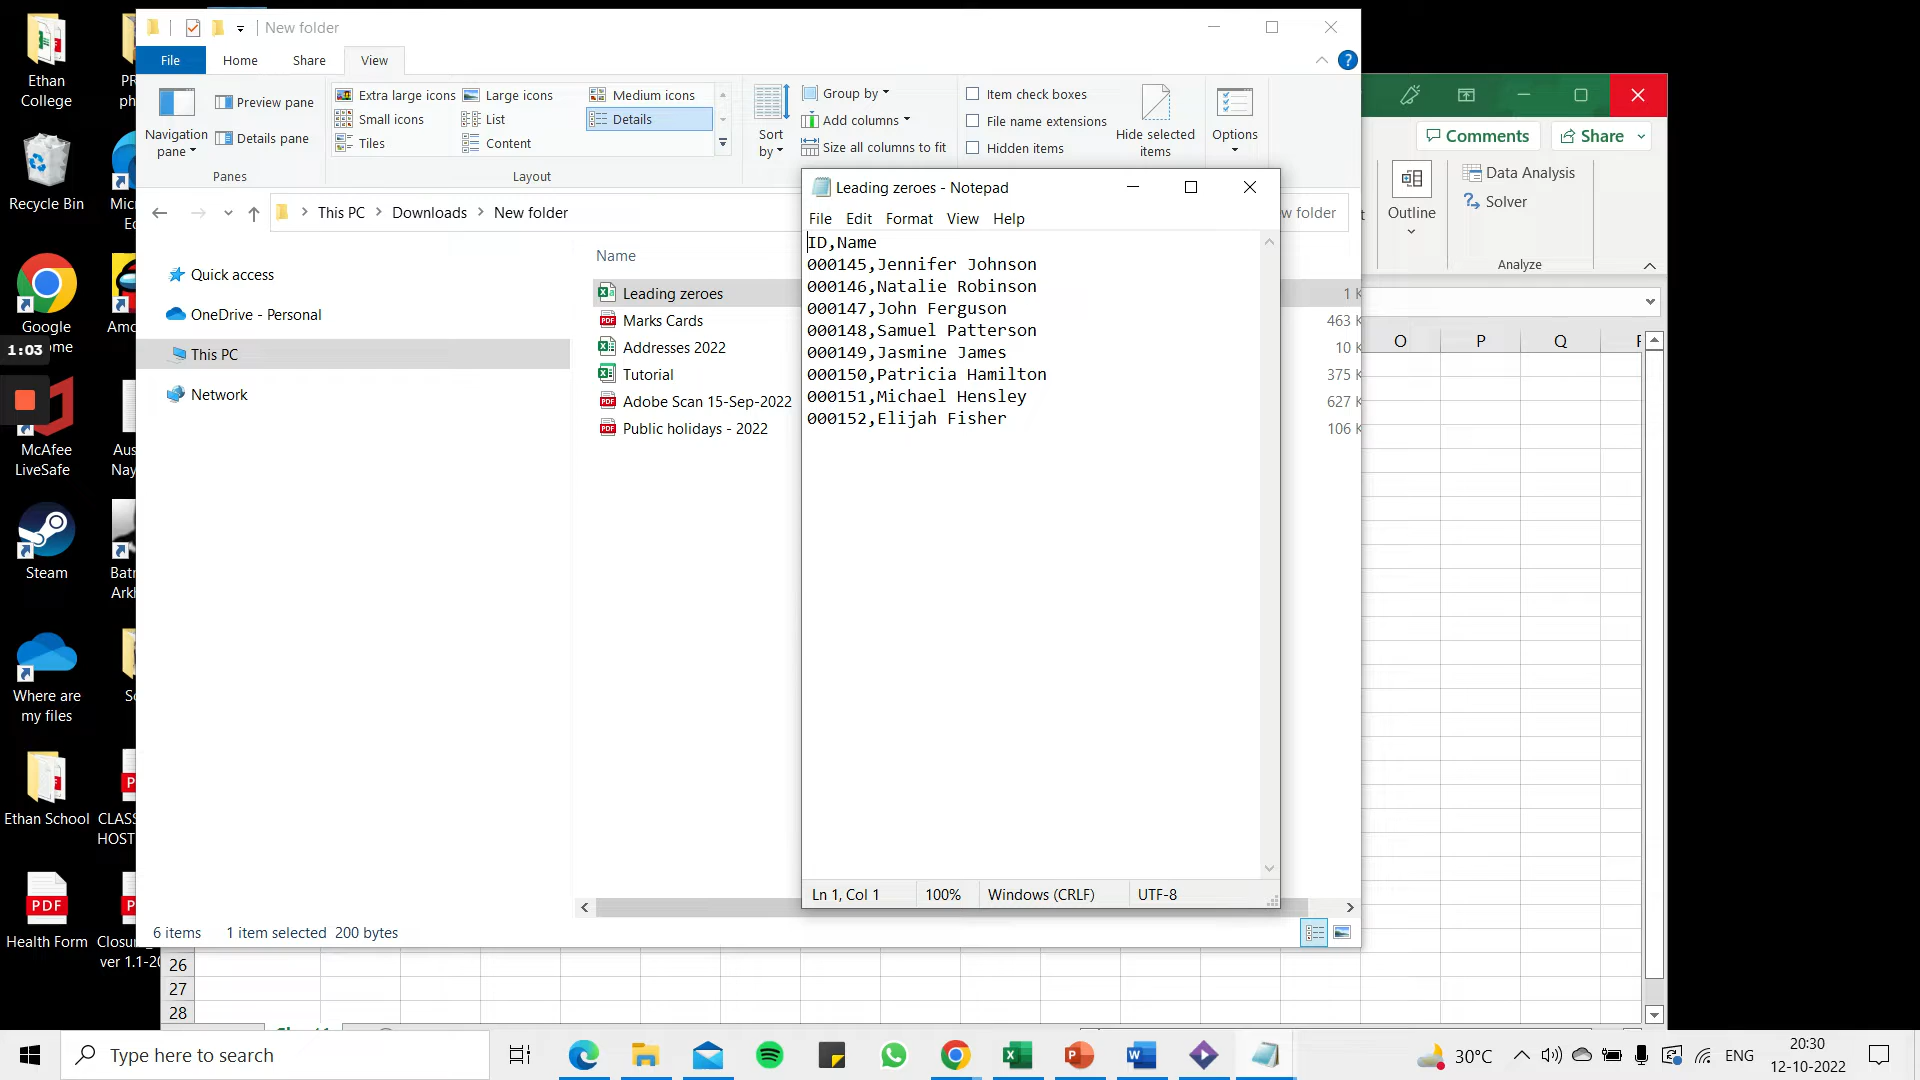 New folder
File Home Share View
Navigation pane
Preview pane
Details pane
Panes
Extra large icons
Large icons
Medium icons
Small icons
List
Details
Tiles
Content
Layout
Sort by
Group by
Add columns
Size all columns to fit
Item check boxes
File name extensions
Hidden items
Hide selected items
Options
This PC > Downloads > New folder
Quick access
OneDrive - Personal
This PC
Network
Name
Leading zeroes
Marks Cards
Addresses 2022
Tutorial
Adobe Scan 15-Sep-2022
Public holidays - 2022
1 K
463 K
10 K
375 K
627 K
106 K
6 items 1 item selected 200 bytes
Leading zeroes - Notepad
File Edit Format View Help
ID,Name
000145,Jennifer Johnson
000146,Natalie Robinson
000147,John Ferguson
000148,Samuel Patterson
000149,Jasmine James
000150,Patricia Hamilton
000151,Michael Hensley
000152,Elijah Fisher
Ln 1, Col 1 100% Windows (CRLF) UTF-8
folder
Comments Share
Outline
Data Analysis
Solver
Analyze
O P Q
26
27
28
Ethan College
Recycle Bin
Google
1:03
McAfee LiveSafe
Steam
Where are my files
Ethan School
PDF
Health Form
Type here to search
30°C
ENG
20:30
12-10-2022